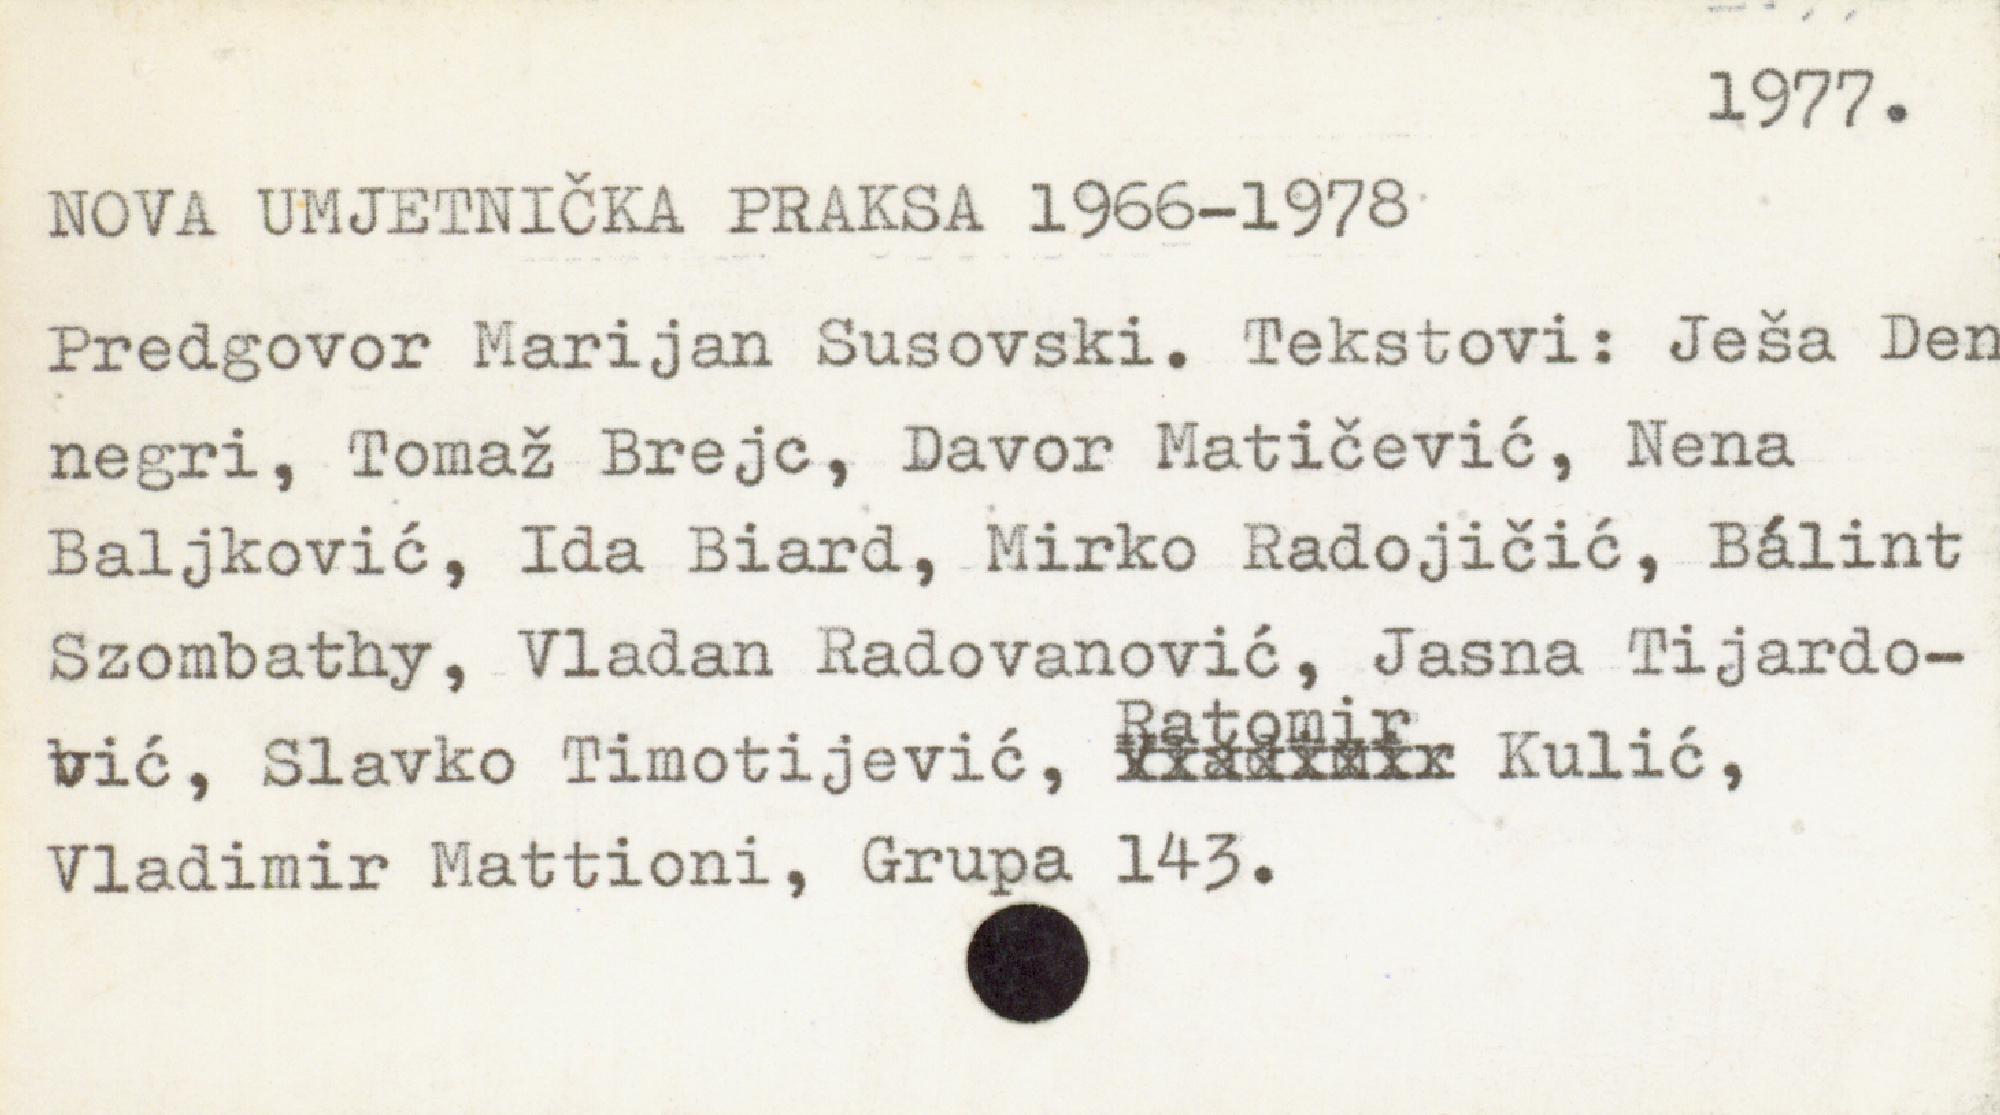 1977.
NOVA UMJETNIČKA PRAKSA 1966-1978
Predgovor Marijan Susovski. Tekstovi: Ješa Den
negri, Tomaž Brejc, Davor Matičević, Nena
Baljković, Ida Biard, Mirko Radojičić, Bálint
Szombathy, Vladan Radovanović, Jasna Tijardo-
vić, Slavko Timotijević, Ratomir Kulić,
Vladimir Mattioni, Grupa 143.